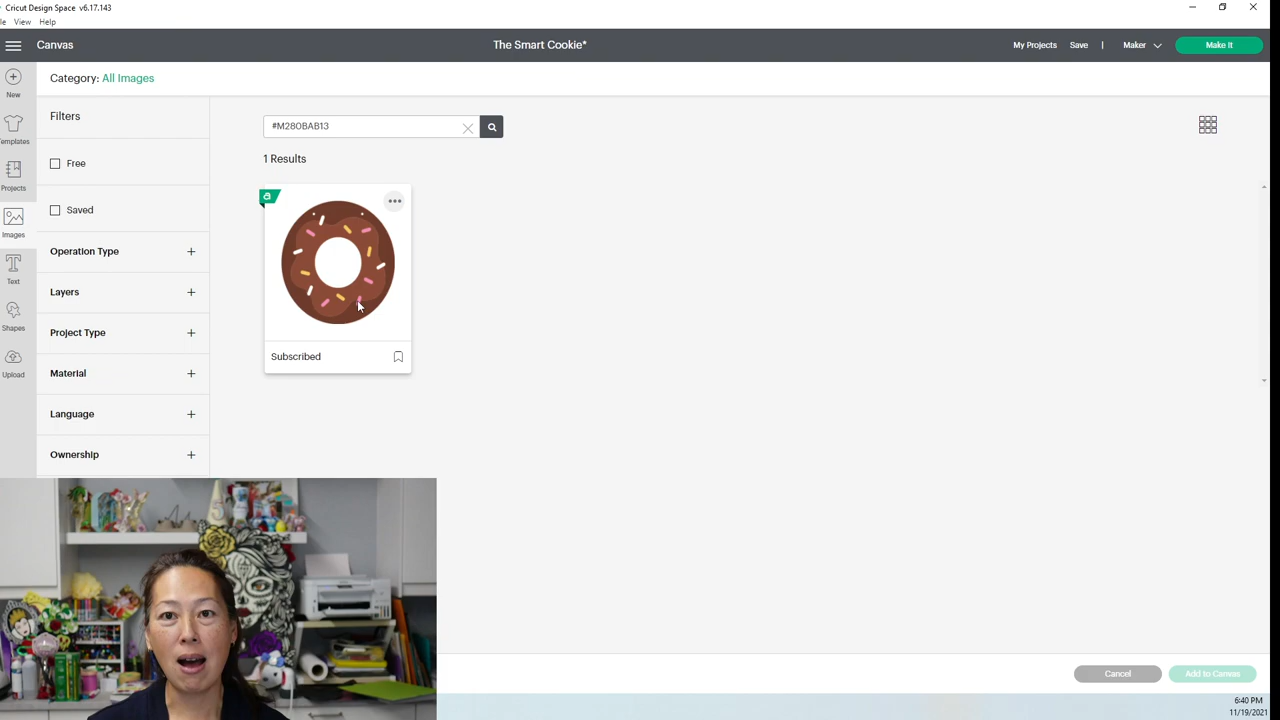 Cricut Design Space v6.17.143
le View Help
Canvas
The Smart Cookie*
My Projects Save | Maker Make It
New
Templates
Projects
Images
Text
Shapes
Upload
Category: All Images
Filters
Free
Saved
Operation Type +
Layers +
Project Type +
Material +
Language +
Ownership +
#M280BAB13
1 Results
Subscribed
Cancel Add to Canvas
6:40 PM
11/19/2021